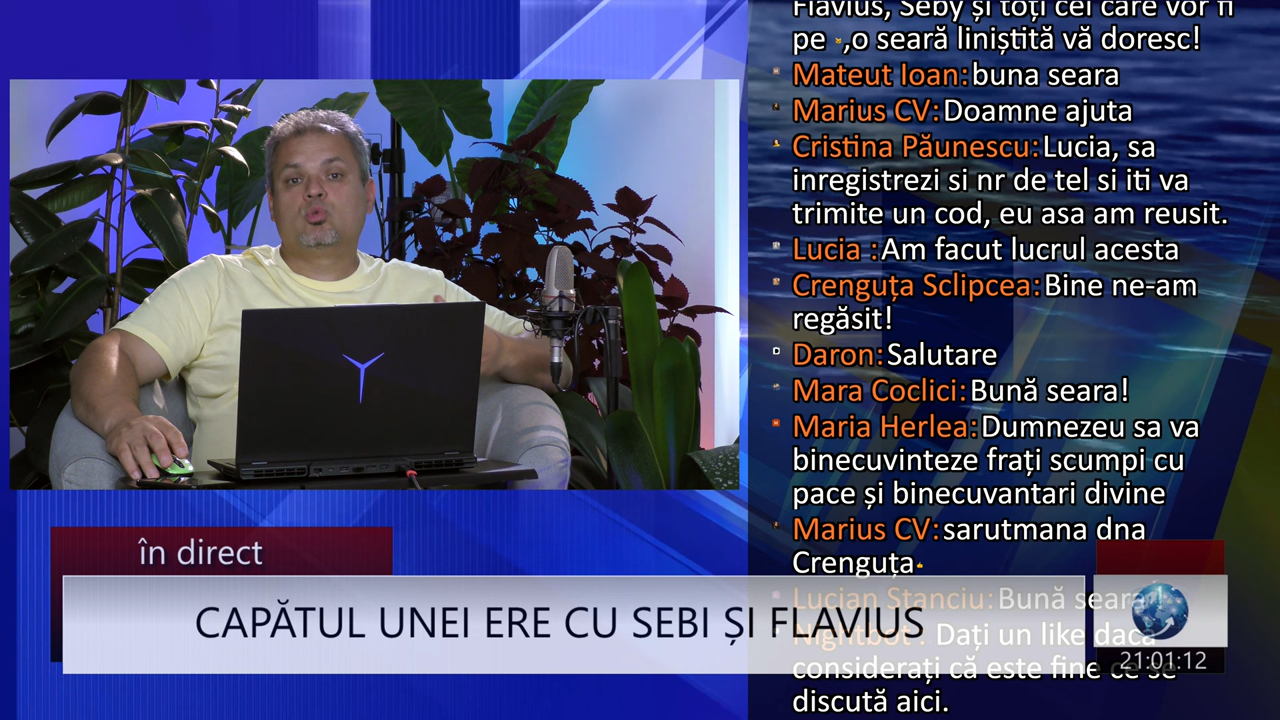 Flavius, Seby și toți cei care vor fi
pe ,o seară liniștită vă doresc!
Mateut Ioan: buna seara
Marius CV: Doamne ajuta
Cristina Păunescu: Lucia, sa
inregistrezi si nr de tel si iti va
trimite un cod, eu asa am reusit.
Lucia : Am facut lucrul acesta
Crenguța Sclipcea: Bine ne-am
regăsit!
Daron: Salutare
Mara Coclici: Bună seara!
Maria Herlea: Dumnezeu sa va
binecuvinteze frați scumpi cu
pace și binecuvantari divine
Marius CV: sarutmana dna
Crenguța
Lucian Stanciu: Bună seara !
Nightbot : Dați un like dacă
considerați că este fine ce se
discută aici.
în direct
CAPĂTUL UNEI ERE CU SEBI ȘI FLAVIUS
21:01:12